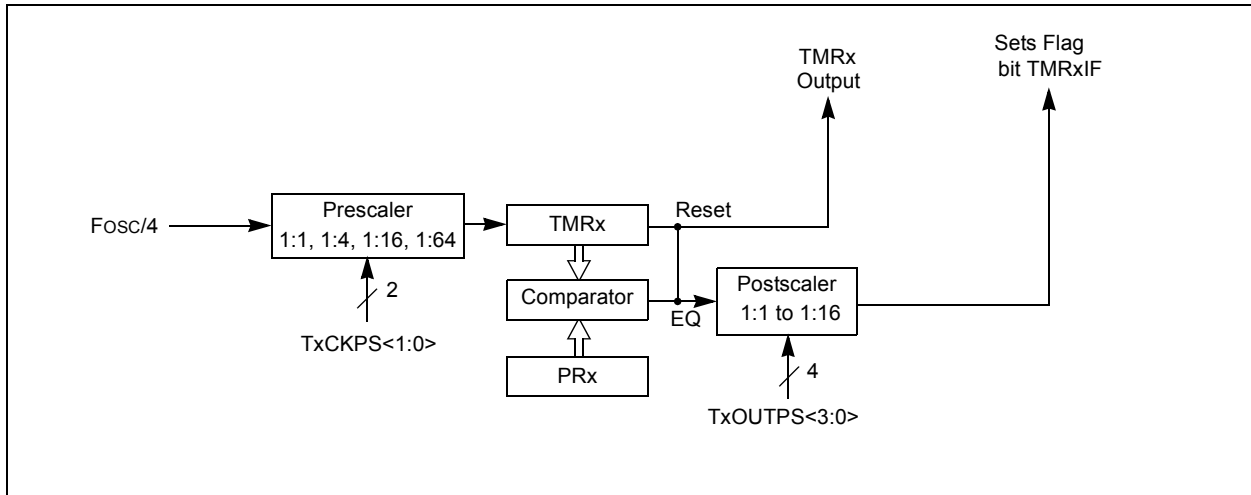 TMRx
Output
Sets Flag
bit TMRxIF
FOSC/4
Prescaler
1:1, 1:4, 1:16, 1:64
2
TxCKPS<1:0>
TMRx
Reset
Comparator
EQ
PRx
Postscaler
1:1 to 1:16
4
TxOUTPS<3:0>